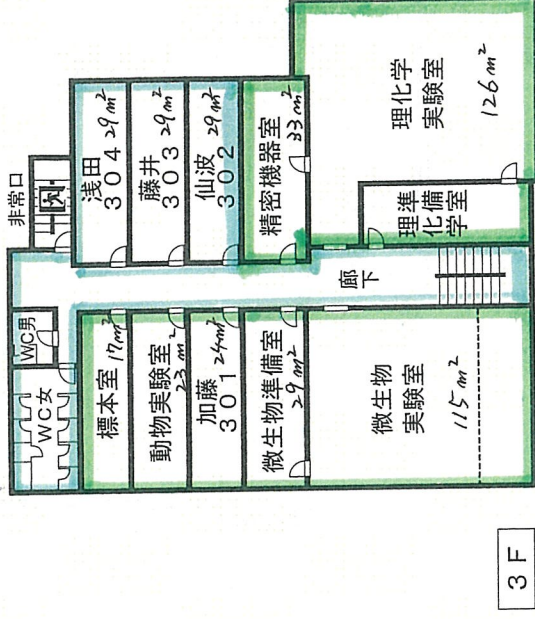 非常口
WC男
WC女
浅田
304 29m²
藤井
303 29m²
仙波
302 29m²
精密機器室
33m²
理化学
実験室
126m²
理化学
準備室
廊下
標本室 17m²
動物実験室
23m²
加藤
301 24m²
微生物準備室
29m²
微生物
実験室
115m²
3F